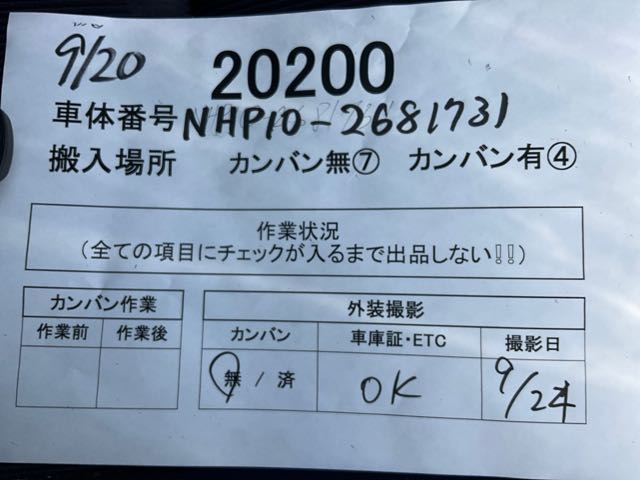 9/20 20200
車体番号 NHP10-2681731
搬入場所 カンバン無⑦ カンバン有④
作業状況
(全ての項目にチェックが入るまで出品しない!!)
カンバン作業 外装撮影
作業前 作業後 カンバン 車庫証・ETC 撮影日
無 / 済 OK 9/24